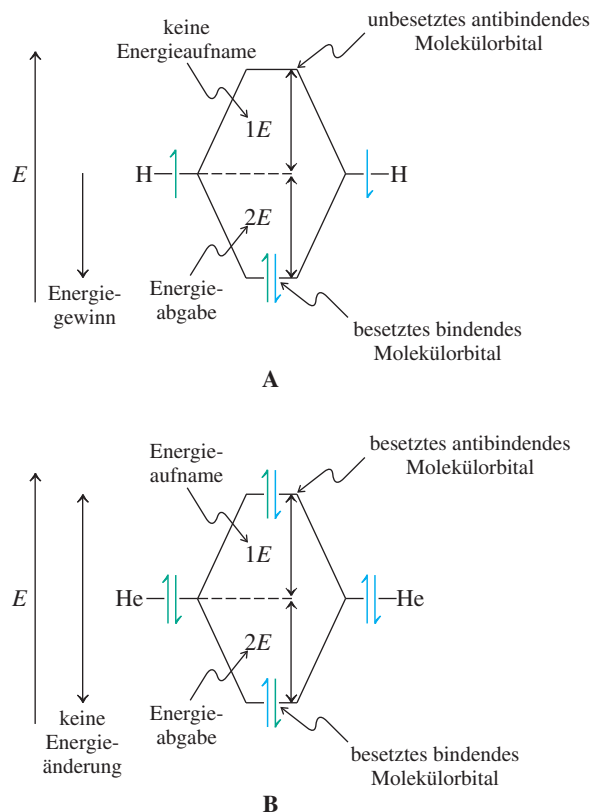 keine
Energieaufname
unbesetztes antibindendes
Molekülorbital
1E
E
H
H
2E
Energie-
gewinn
Energie-
abgabe
besetztes bindendes
Molekülorbital
A
Energie-
aufname
besetztes antibindendes
Molekülorbital
1E
E
He
He
2E
keine
Energie-
änderung
Energie-
abgabe
besetztes bindendes
Molekülorbital
B